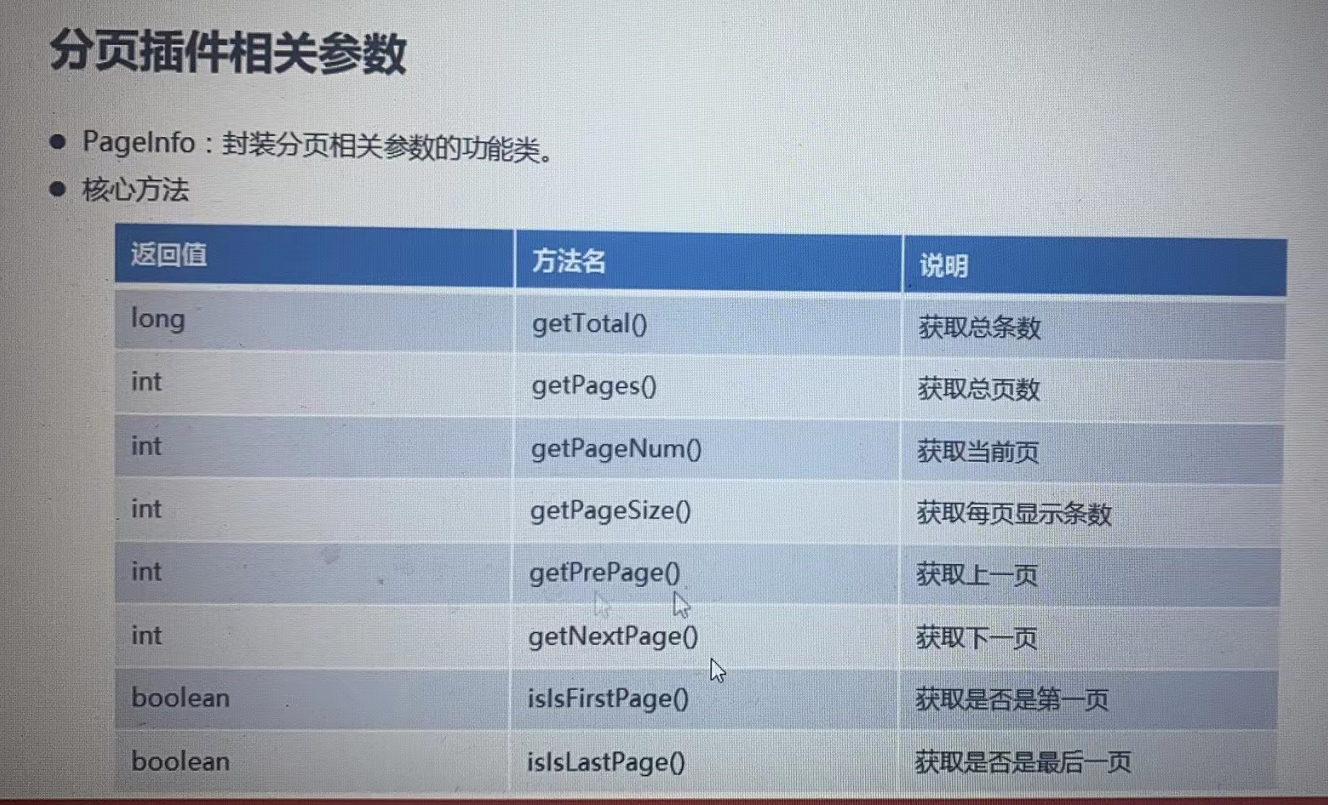 分页插件相关参数
● PageInfo：封装分页相关参数的功能类。
● 核心方法
返回值 方法名 说明
long getTotal() 获取总条数
int getPages() 获取总页数
int getPageNum() 获取当前页
int getPageSize() 获取每页显示条数
int getPrePage() 获取上一页
int getNextPage() 获取下一页
boolean isIsFirstPage() 获取是否是第一页
boolean isIsLastPage() 获取是否是最后一页